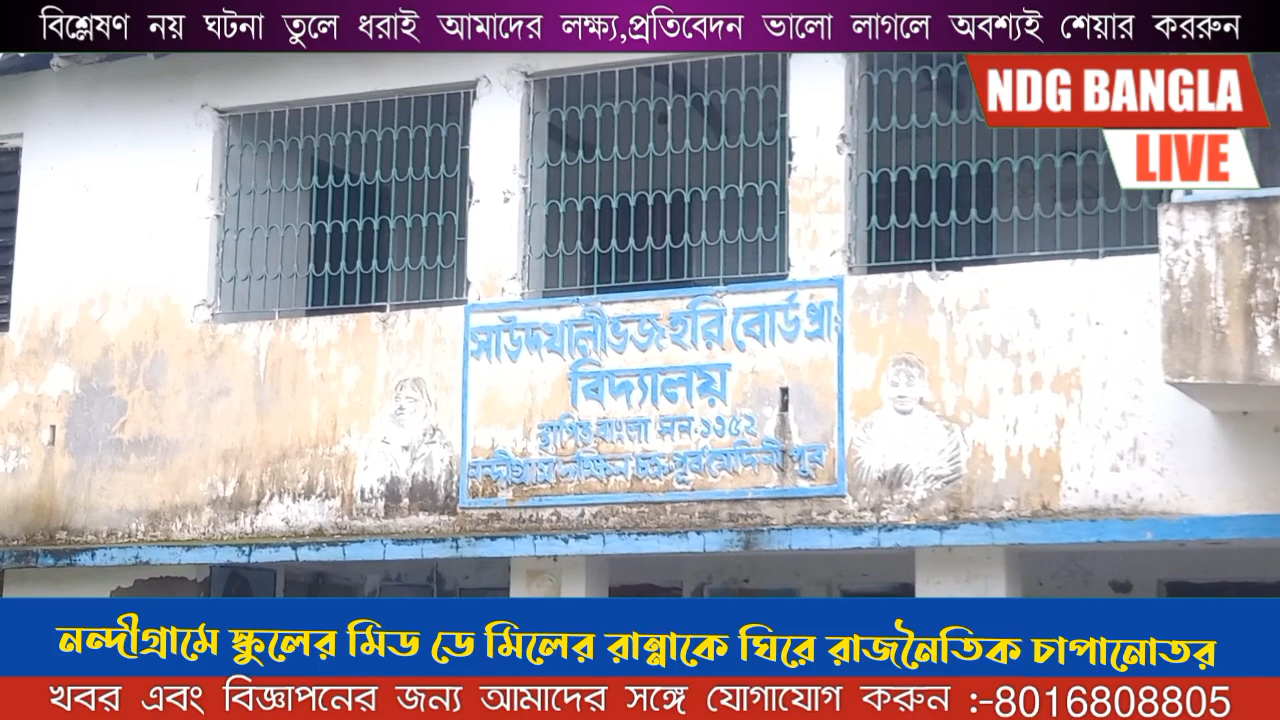 বিশ্লেষণ নয় ঘটনা তুলে ধরাই আমাদের লক্ষ্য,প্রতিবেদন ভালো লাগলে অবশ্যই শেয়ার কররুন
NDG BANGLA
LIVE
সাউদখালীভজহরি বোর্ডপ্রাঃ
বিদ্যালয়
স্থাপিত বাংলা সন-১৩৫২
নন্দীগ্রাম দক্ষিন চক্র পূর্ব মেদিনীপুর
নন্দীগ্রামে স্কুলের মিড ডে মিলের রান্নাকে ঘিরে রাজনৈতিক চাপানোতর
খবর এবং বিজ্ঞাপনের জন্য আমাদের সঙ্গে যোগাযোগ করুন :-8016808805